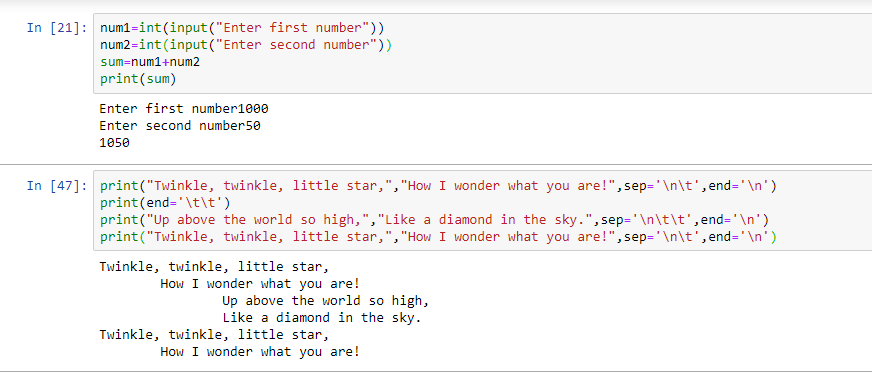 In [21]: num1=int(input("Enter first number"))
num2=int(input("Enter second number"))
sum=num1+num2
print(sum)
Enter first number1000
Enter second number50
1050
In [47]: print("Twinkle, twinkle, little star,","How I wonder what you are!",sep='\n\t',end='\n')
print(end='\t\t')
print("Up above the world so high,","Like a diamond in the sky.",sep='\n\t\t',end='\n')
print("Twinkle, twinkle, little star,","How I wonder what you are!",sep='\n\t',end='\n')
Twinkle, twinkle, little star,
        How I wonder what you are!
                Up above the world so high,
                Like a diamond in the sky.
Twinkle, twinkle, little star,
        How I wonder what you are!